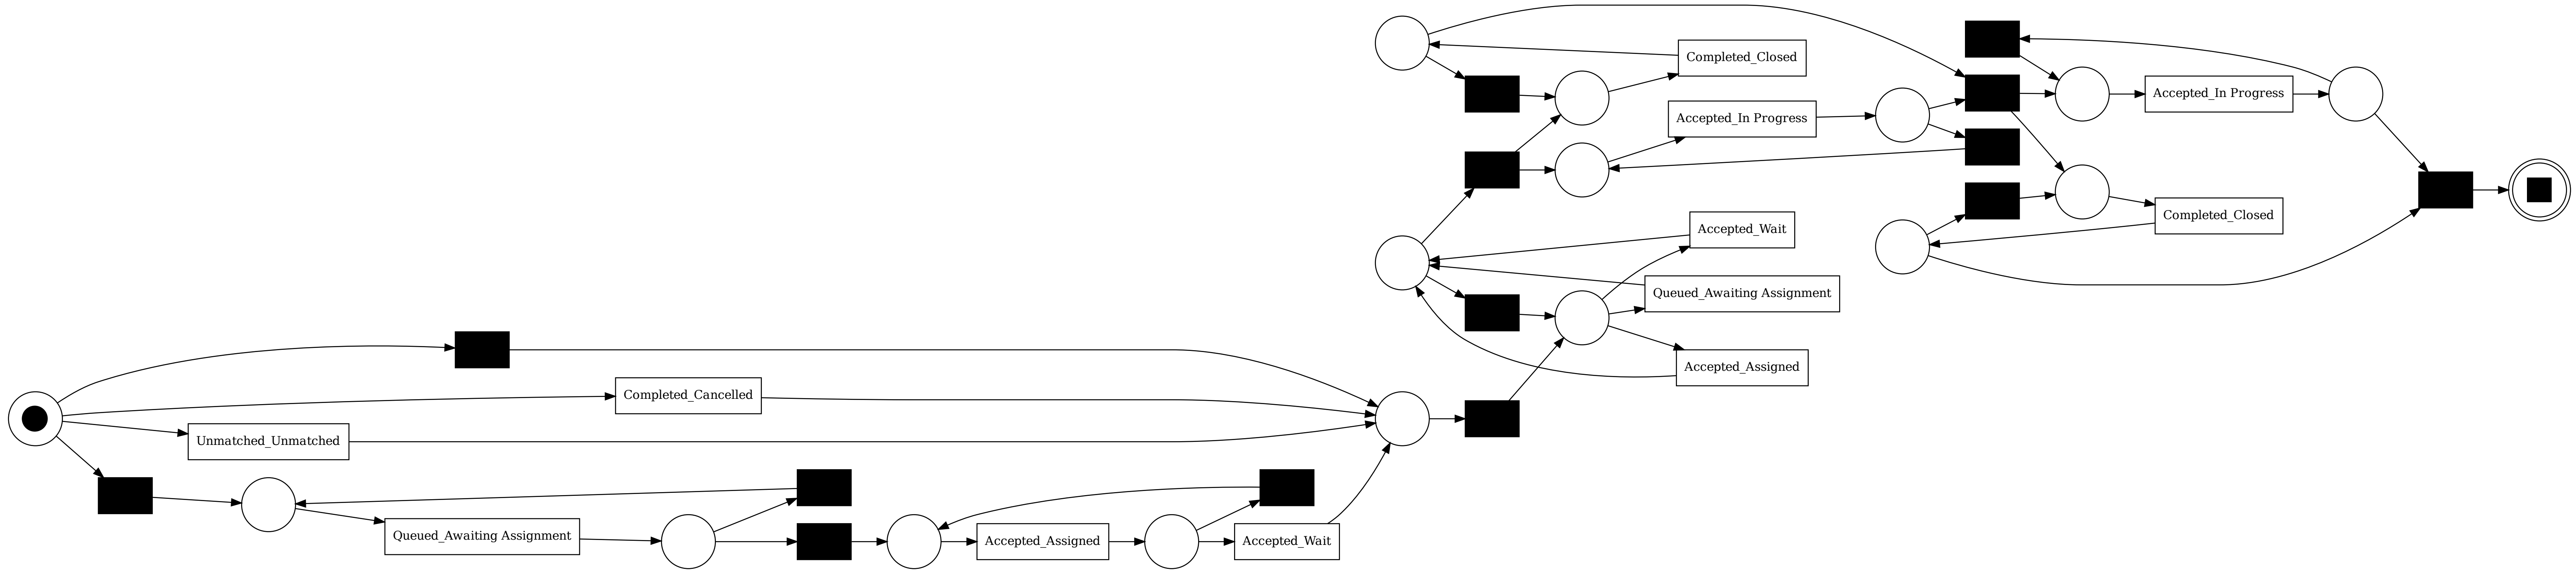 Completed_Closed
Accepted_In Progress
Accepted_In Progress
Completed_Closed
Accepted_Wait
Queued_Awaiting Assignment
Accepted_Assigned
Completed_Cancelled
Unmatched_Unmatched
Queued_Awaiting Assignment
Accepted_Assigned
Accepted_Wait